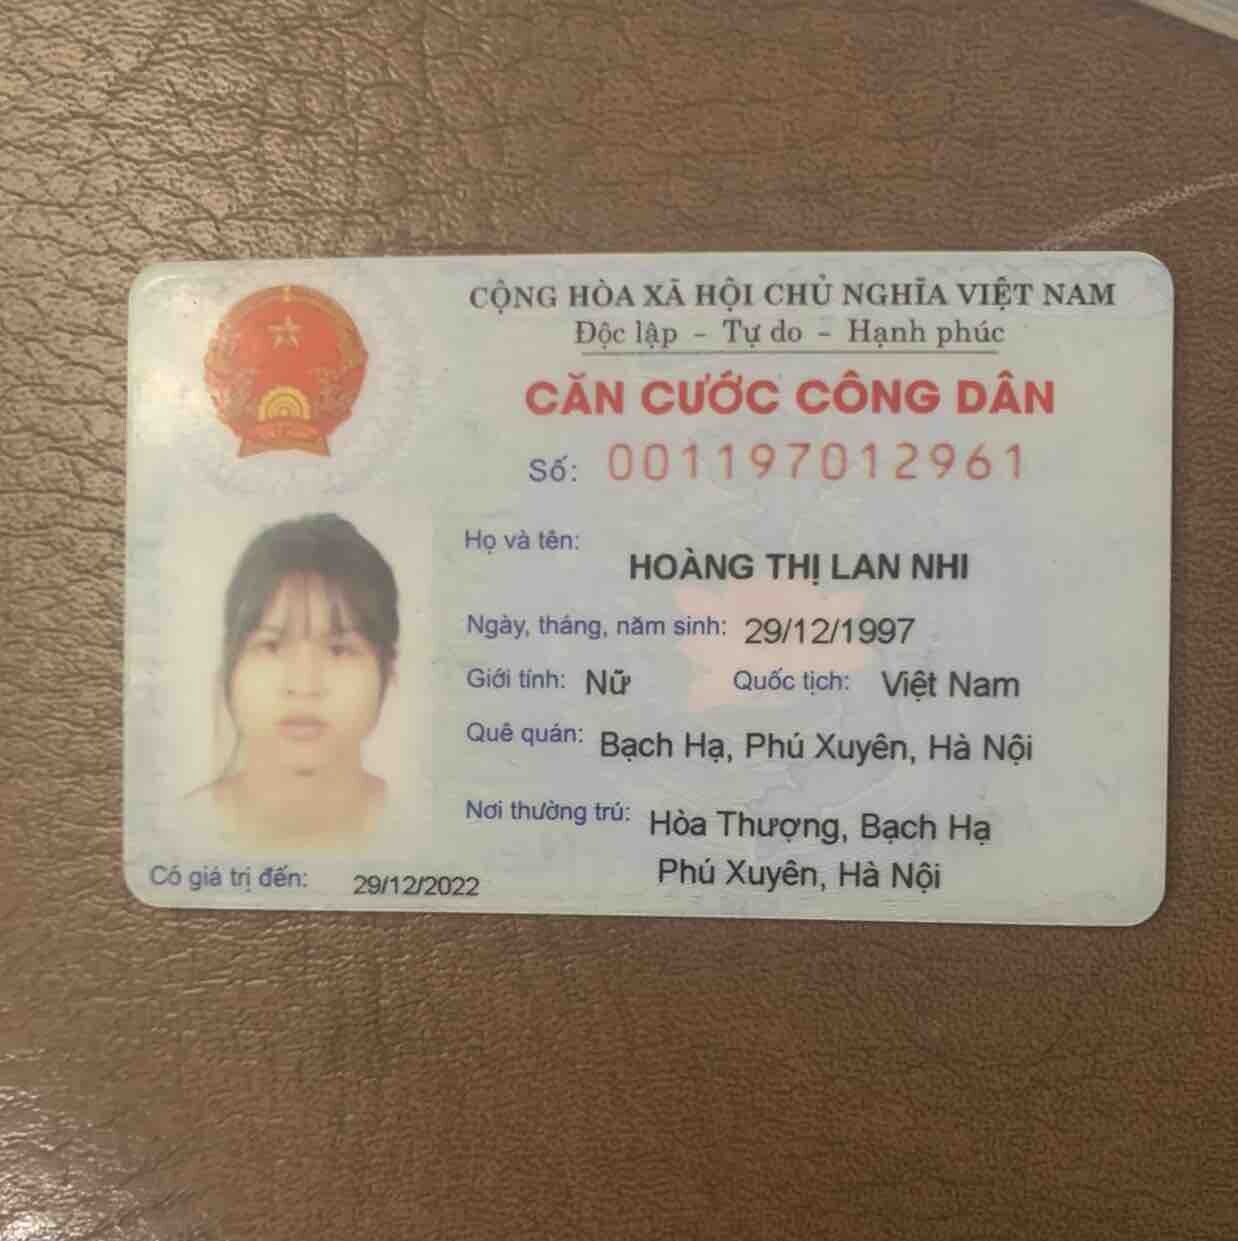 CỘNG HÒA XÃ HỘI CHỦ NGHĨA VIỆT NAM
Độc lập - Tự do - Hạnh phúc
CĂN CƯỚC CÔNG DÂN
Số: 001197012961
Họ và tên:
HOÀNG THỊ LAN NHI
Ngày, tháng, năm sinh: 29/12/1997
Giới tính: Nữ Quốc tịch: Việt Nam
Quê quán: Bạch Hạ, Phú Xuyên, Hà Nội
Nơi thường trú: Hòa Thượng, Bạch Hạ
Phú Xuyên, Hà Nội
Có giá trị đến: 29/12/2022